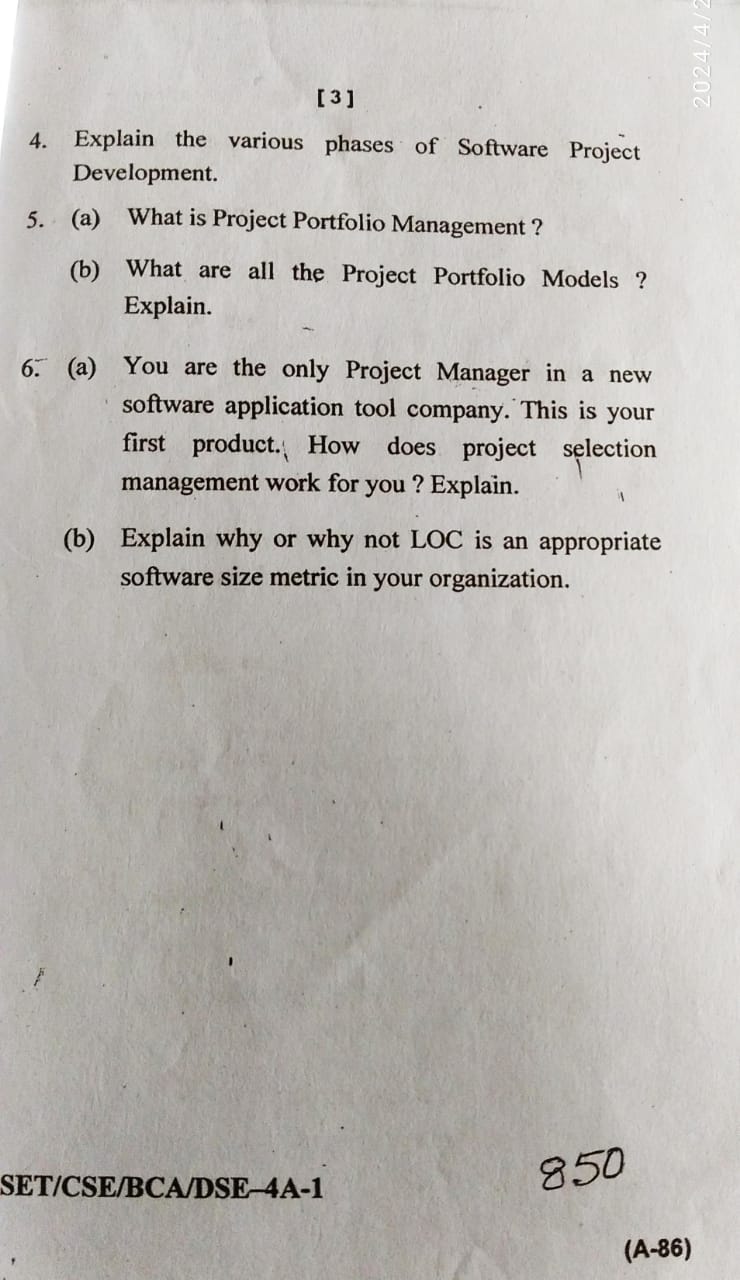 2024/4/2
[ 3 ]
4. Explain the various phases of Software Project
Development.
5. (a) What is Project Portfolio Management ?
(b) What are all the Project Portfolio Models ?
Explain.
6. (a) You are the only Project Manager in a new
software application tool company. This is your
first product. How does project selection
management work for you ? Explain.
(b) Explain why or why not LOC is an appropriate
software size metric in your organization.
850
SET/CSE/BCA/DSE–4A-1
(A-86)